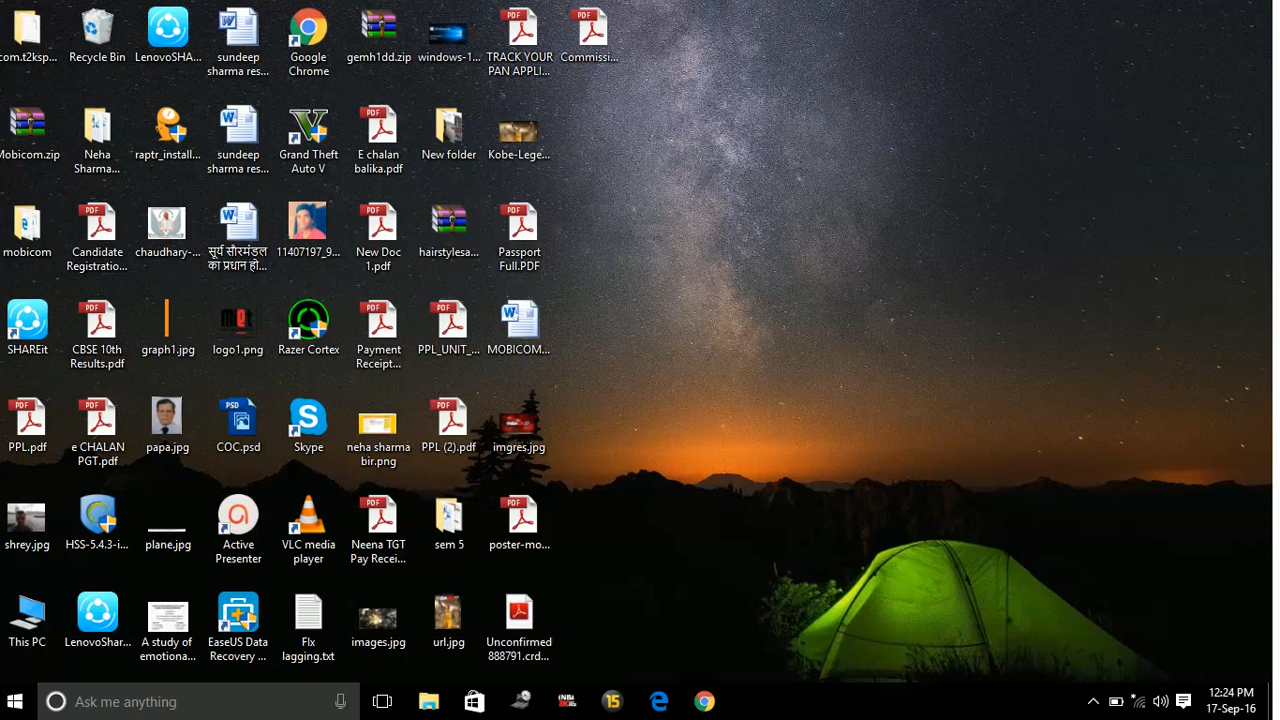 com.t2ksp...
Recycle Bin
LenovoSHA...
sundeep
sharma res...
Google
Chrome
gemh1dd.zip
windows-1...
TRACK YOUR
PAN APPLI...
Commissi...
Mobicom.zip
Neha
Sharma...
raptr_install...
sundeep
sharma res...
Grand Theft
Auto V
E chalan
balika.pdf
New folder
Kobe-Lege...
mobicom
Candidate
Registratio...
chaudhary-...
सूर्य सौरमंडल
का प्रधान हो...
11407197_9...
New Doc
1.pdf
hairstylesa...
Passport
Full.PDF
SHAREit
CBSE 10th
Results.pdf
graph1.jpg
logo1.png
Razer Cortex
Payment
Receipt...
PPL_UNIT_...
MOBICOM...
PPL.pdf
e CHALAN
PGT.pdf
papa.jpg
COC.psd
Skype
neha sharma
bir.png
PPL (2).pdf
imgres.jpg
shrey.jpg
HSS-5.4.3-i...
plane.jpg
Active
Presenter
VLC media
player
Neena TGT
Pay Recei...
sem 5
poster-mo...
This PC
LenovoShar...
A study of
emotiona...
EaseUS Data
Recovery ...
FIx
lagging.txt
images.jpg
url.jpg
Unconfirmed
888791.crd...
Ask me anything
15
12:24 PM
17-Sep-16